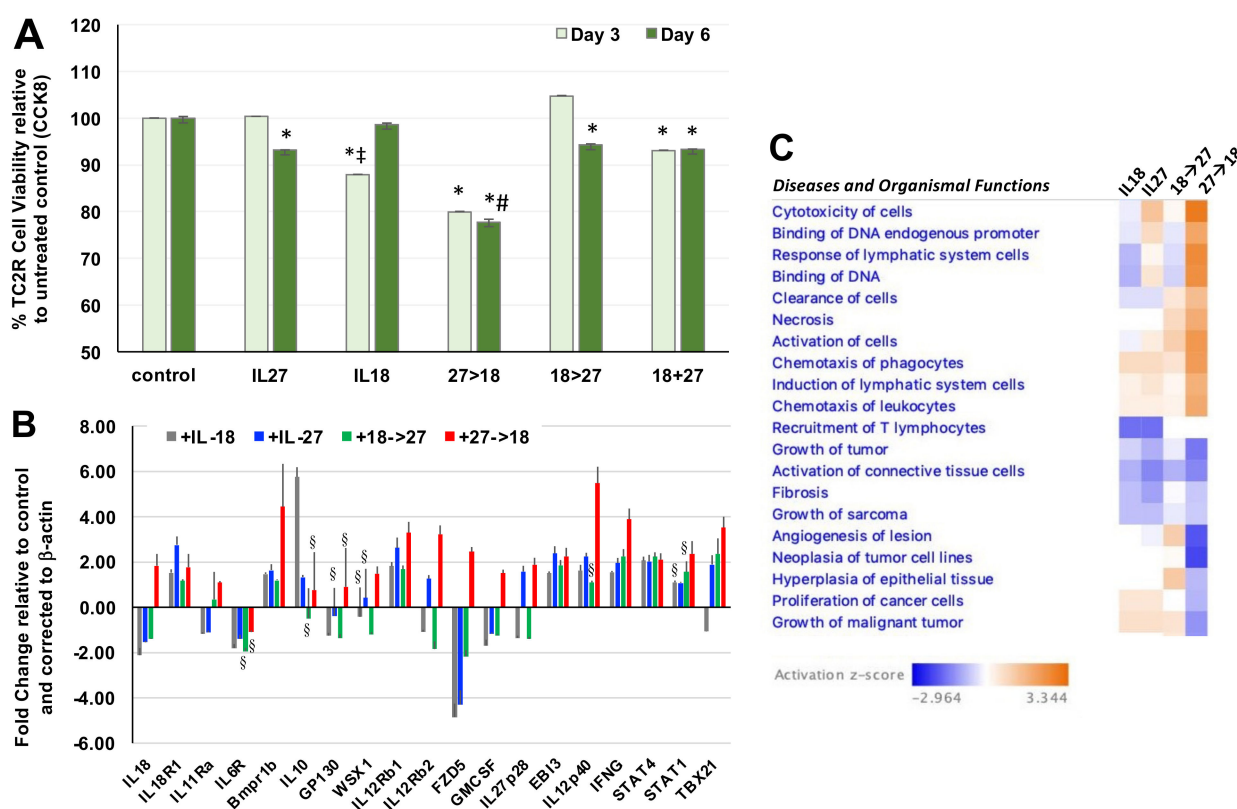 A
% TC2R Cell Viability relative
to untreated control (CCK8)
Day 3 Day 6
120
110
100
90
80
70
60
50
* *‡ * *# * * *
control IL27 IL18 27>18 18>27 18+27
B
Fold Change relative to control
and corrected to β-actin
+IL-18 +IL-27 +18->27 +27->18
8.00
6.00
4.00
2.00
0.00
-2.00
-4.00
-6.00
§ § § § § § § § § §
IL18 IL18R1 IL11Ra IL6R Bmpr1b IL10 GP130 WSX1 IL12Rb1 IL12Rb2 FZD5 GMCSF IL27p28 EBI3 IL12p40 IFNG STAT4 STAT1 TBX21
C
Diseases and Organismal Functions IL18 IL27 18→27 27→18
Cytotoxicity of cells
Binding of DNA endogenous promoter
Response of lymphatic system cells
Binding of DNA
Clearance of cells
Necrosis
Activation of cells
Chemotaxis of phagocytes
Induction of lymphatic system cells
Chemotaxis of leukocytes
Recruitment of T lymphocytes
Growth of tumor
Activation of connective tissue cells
Fibrosis
Growth of sarcoma
Angiogenesis of lesion
Neoplasia of tumor cell lines
Hyperplasia of epithelial tissue
Proliferation of cancer cells
Growth of malignant tumor
Activation z-score
-2.964 3.344